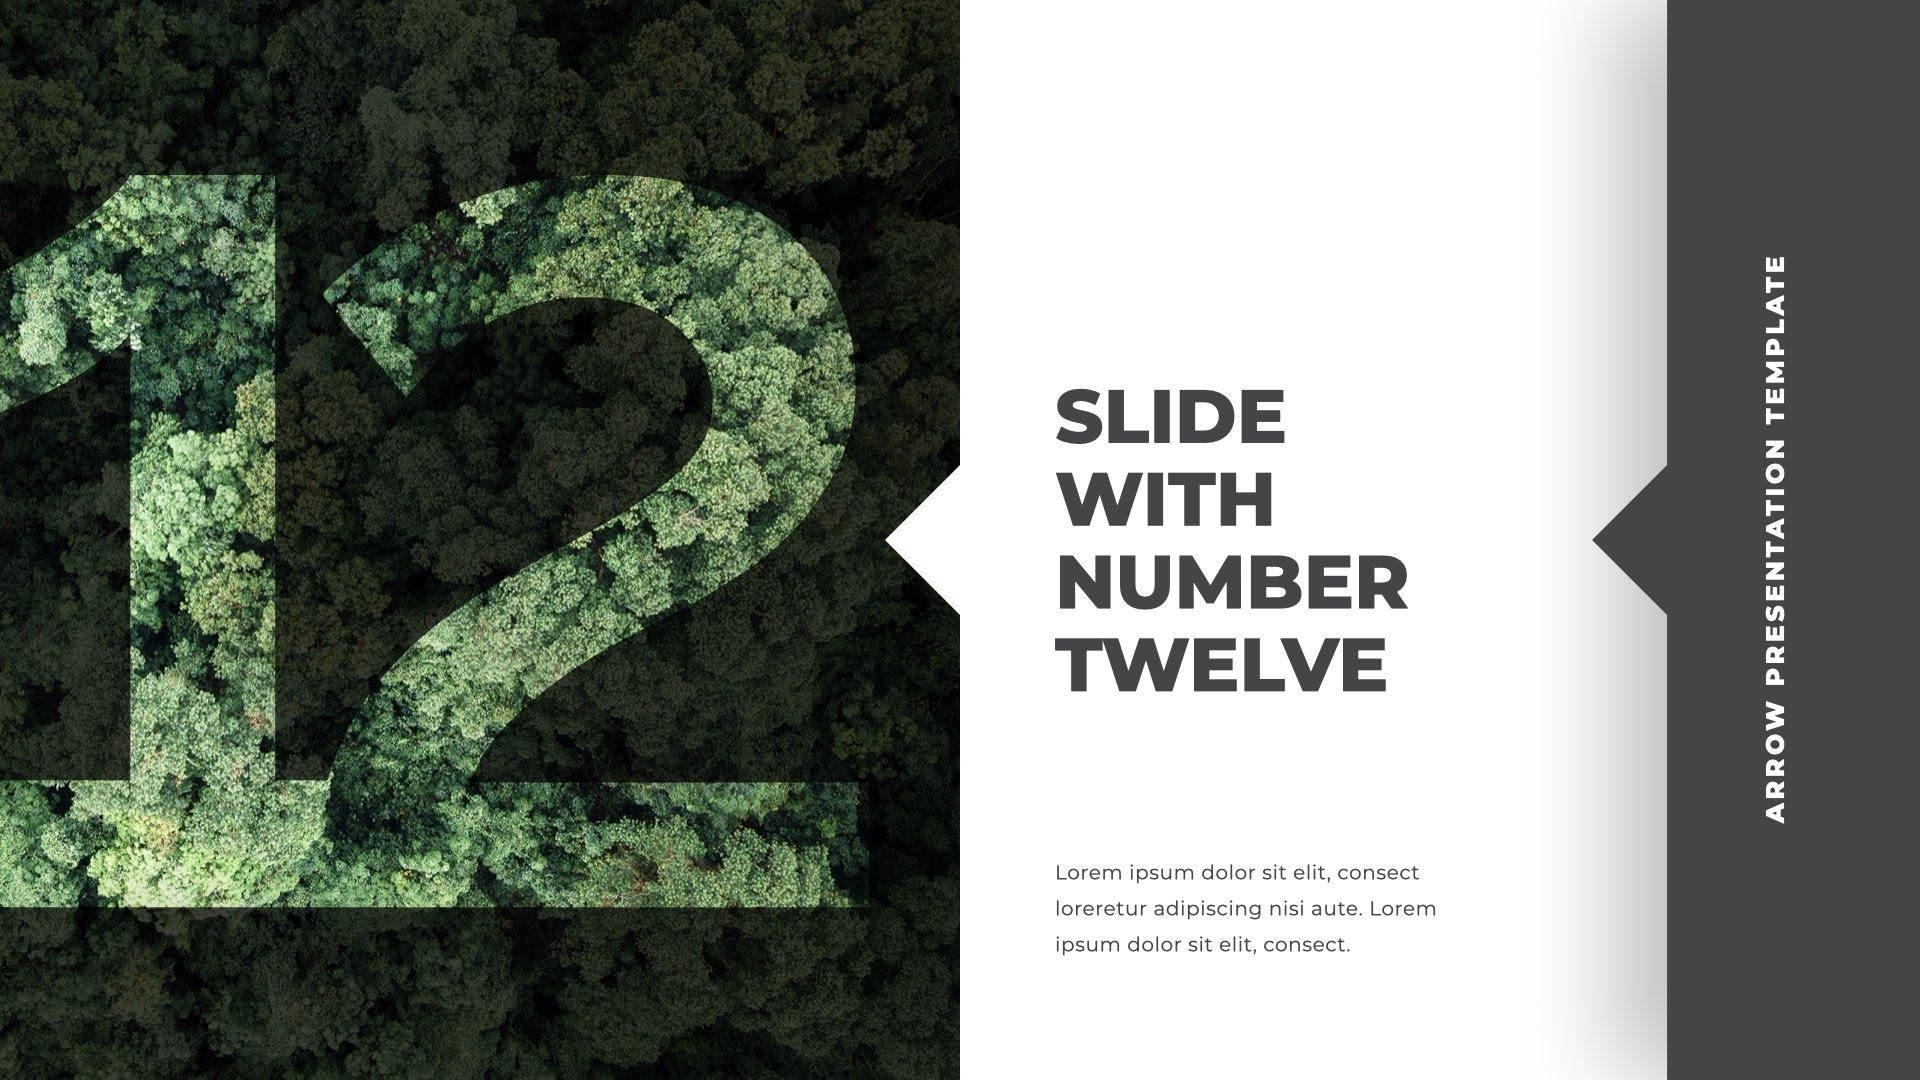 12
SLIDE
WITH
NUMBER
TWELVE
Lorem ipsum dolor sit elit, consect
loreretur adipiscing nisi aute. Lorem
ipsum dolor sit elit, consect.
ARROW PRESENTATION TEMPLATE